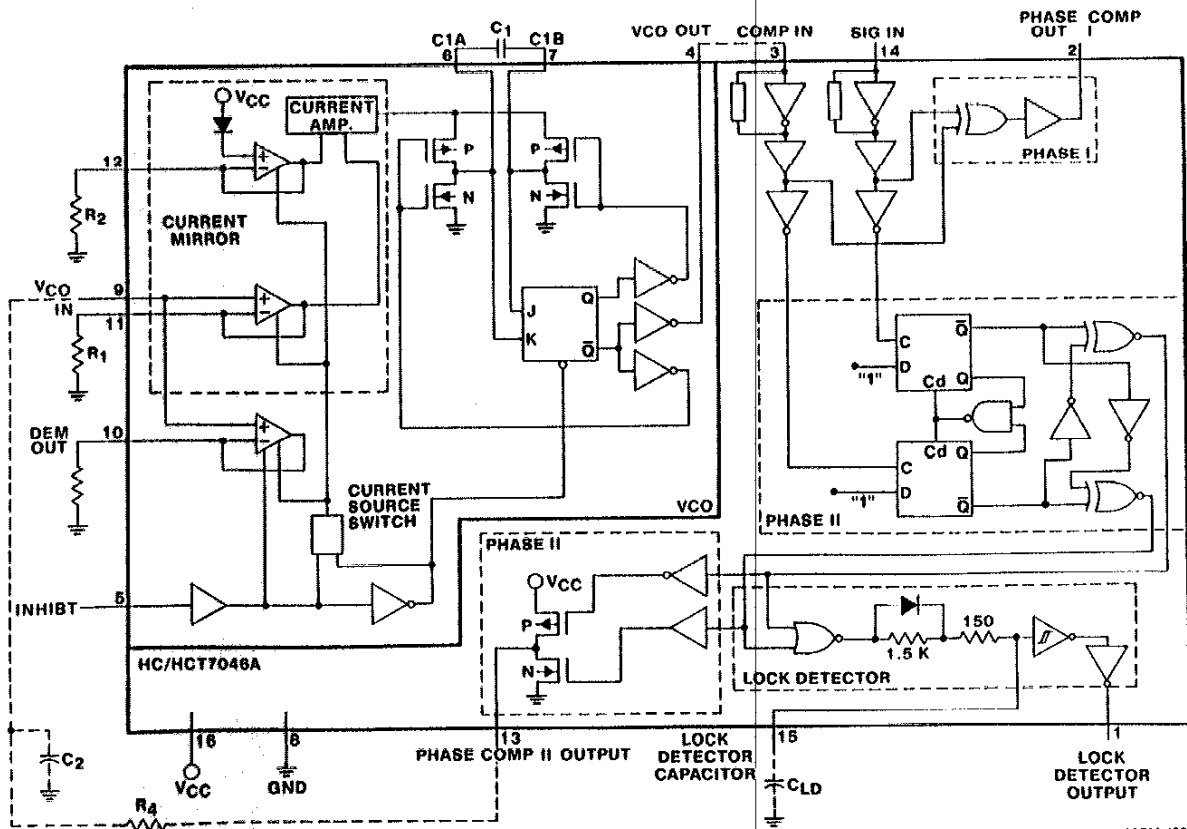 PHASE COMP
OUT I
C1
C1A C1B VCO OUT COMP IN SIG IN
6 7 4 3 14 2
VCC
CURRENT
AMP.
+
−
12
R2
CURRENT
MIRROR
P
N
P
N
PHASE I
VCO
IN
9
11
R1
+
−
J
K
Q
Q̅
C
D
Q̅
Q
Cd
"1"
DEM
OUT
10
+
−
Cd
C
D
Q
Q̅
"1"
CURRENT
SOURCE
SWITCH
VCO
PHASE II
PHASE II
VCC
P
N
INHIBT
5
150
1.5 K
LOCK DETECTOR
HC/HCT7046A
16 8 13 15 1
C2
VCC
GND
PHASE COMP II OUTPUT
LOCK
DETECTOR
CAPACITOR
CLD
LOCK
DETECTOR
OUTPUT
R4